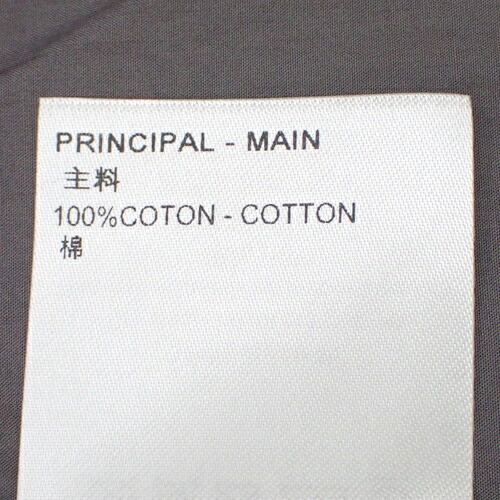 PRINCIPAL - MAIN
主料
100%COTON - COTTON
棉